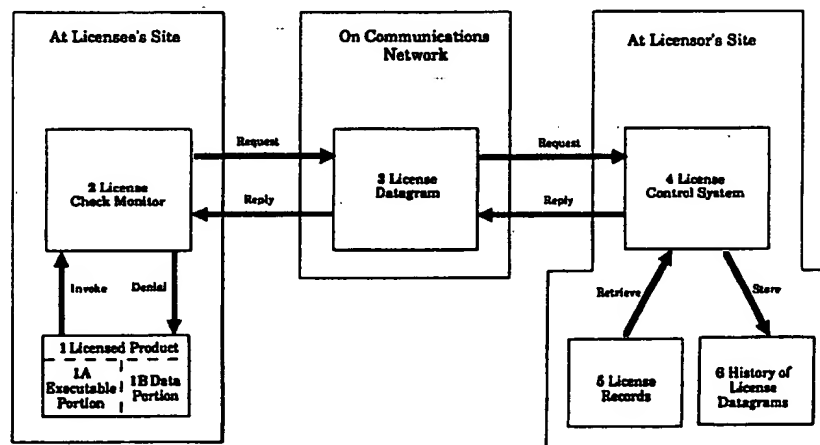 At Licensee's Site
On Communications
Network
At Licensor's Site
Request
Request
2 License
Check Monitor
3 License
Datagram
4 License
Control System
Reply
Reply
Invoke
Denial
Retrieve
Store
1 Licensed Product
1A
Executable
Portion
1B Data
Portion
5 License
Records
6 History of
License
Datagrams